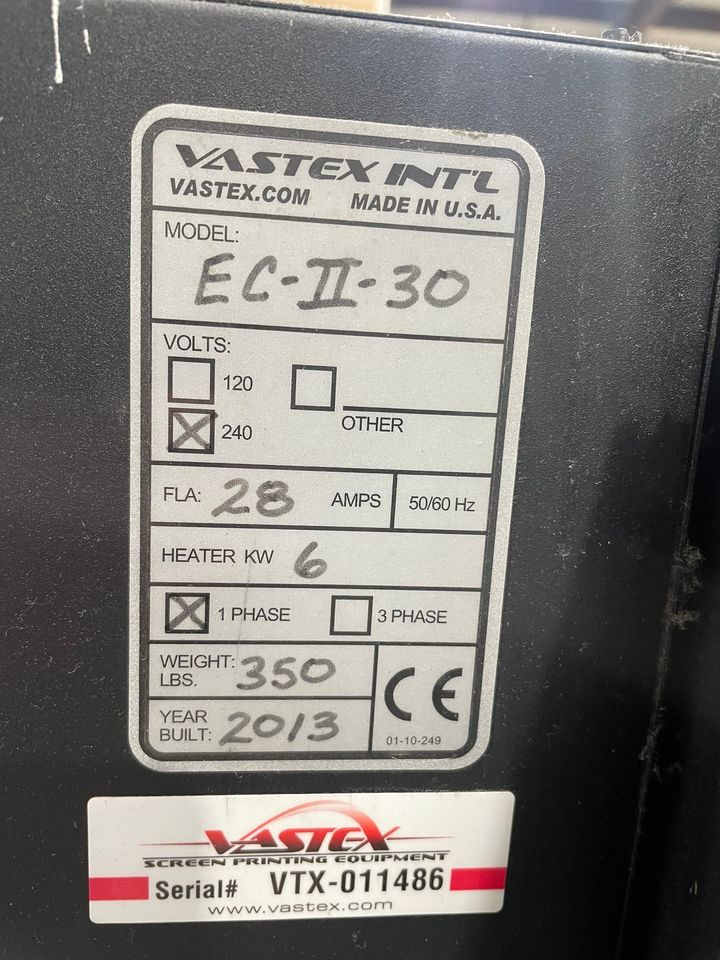 VASTEX INT'L
VASTEX.COM MADE IN U.S.A.
MODEL:
EC-II-30
VOLTS:
120
240
OTHER
FLA: 28 AMPS 50/60 Hz
HEATER KW 6
1 PHASE 3 PHASE
WEIGHT: 350
LBS.
YEAR
BUILT: 2013
CE
01-10-249
VASTEX
SCREEN PRINTING EQUIPMENT
Serial# VTX-011486
www.vastex.com